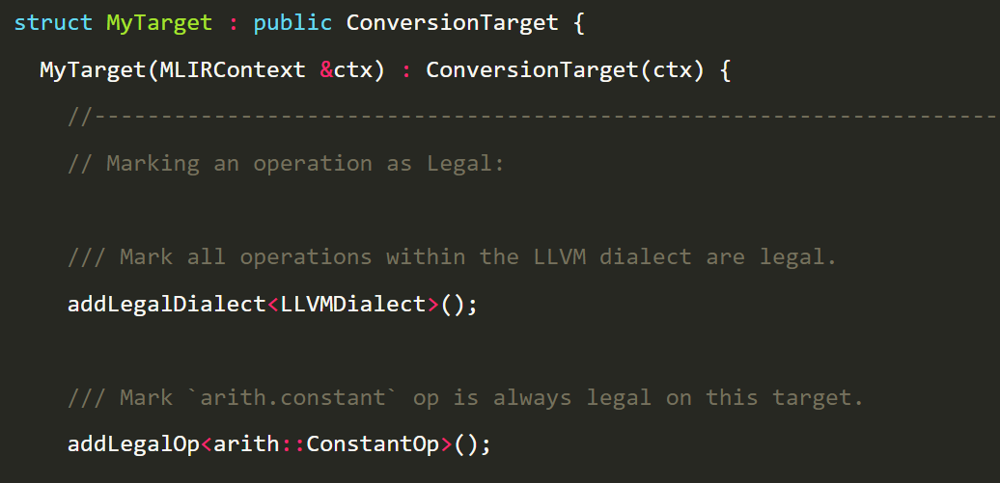 struct MyTarget : public ConversionTarget {
MyTarget(MLIRContext &ctx) : ConversionTarget(ctx) {
//--------------------------------------------------------------------
// Marking an operation as Legal:
/// Mark all operations within the LLVM dialect are legal.
addLegalDialect<LLVMDialect>();
/// Mark `arith.constant` op is always legal on this target.
addLegalOp<arith::ConstantOp>();